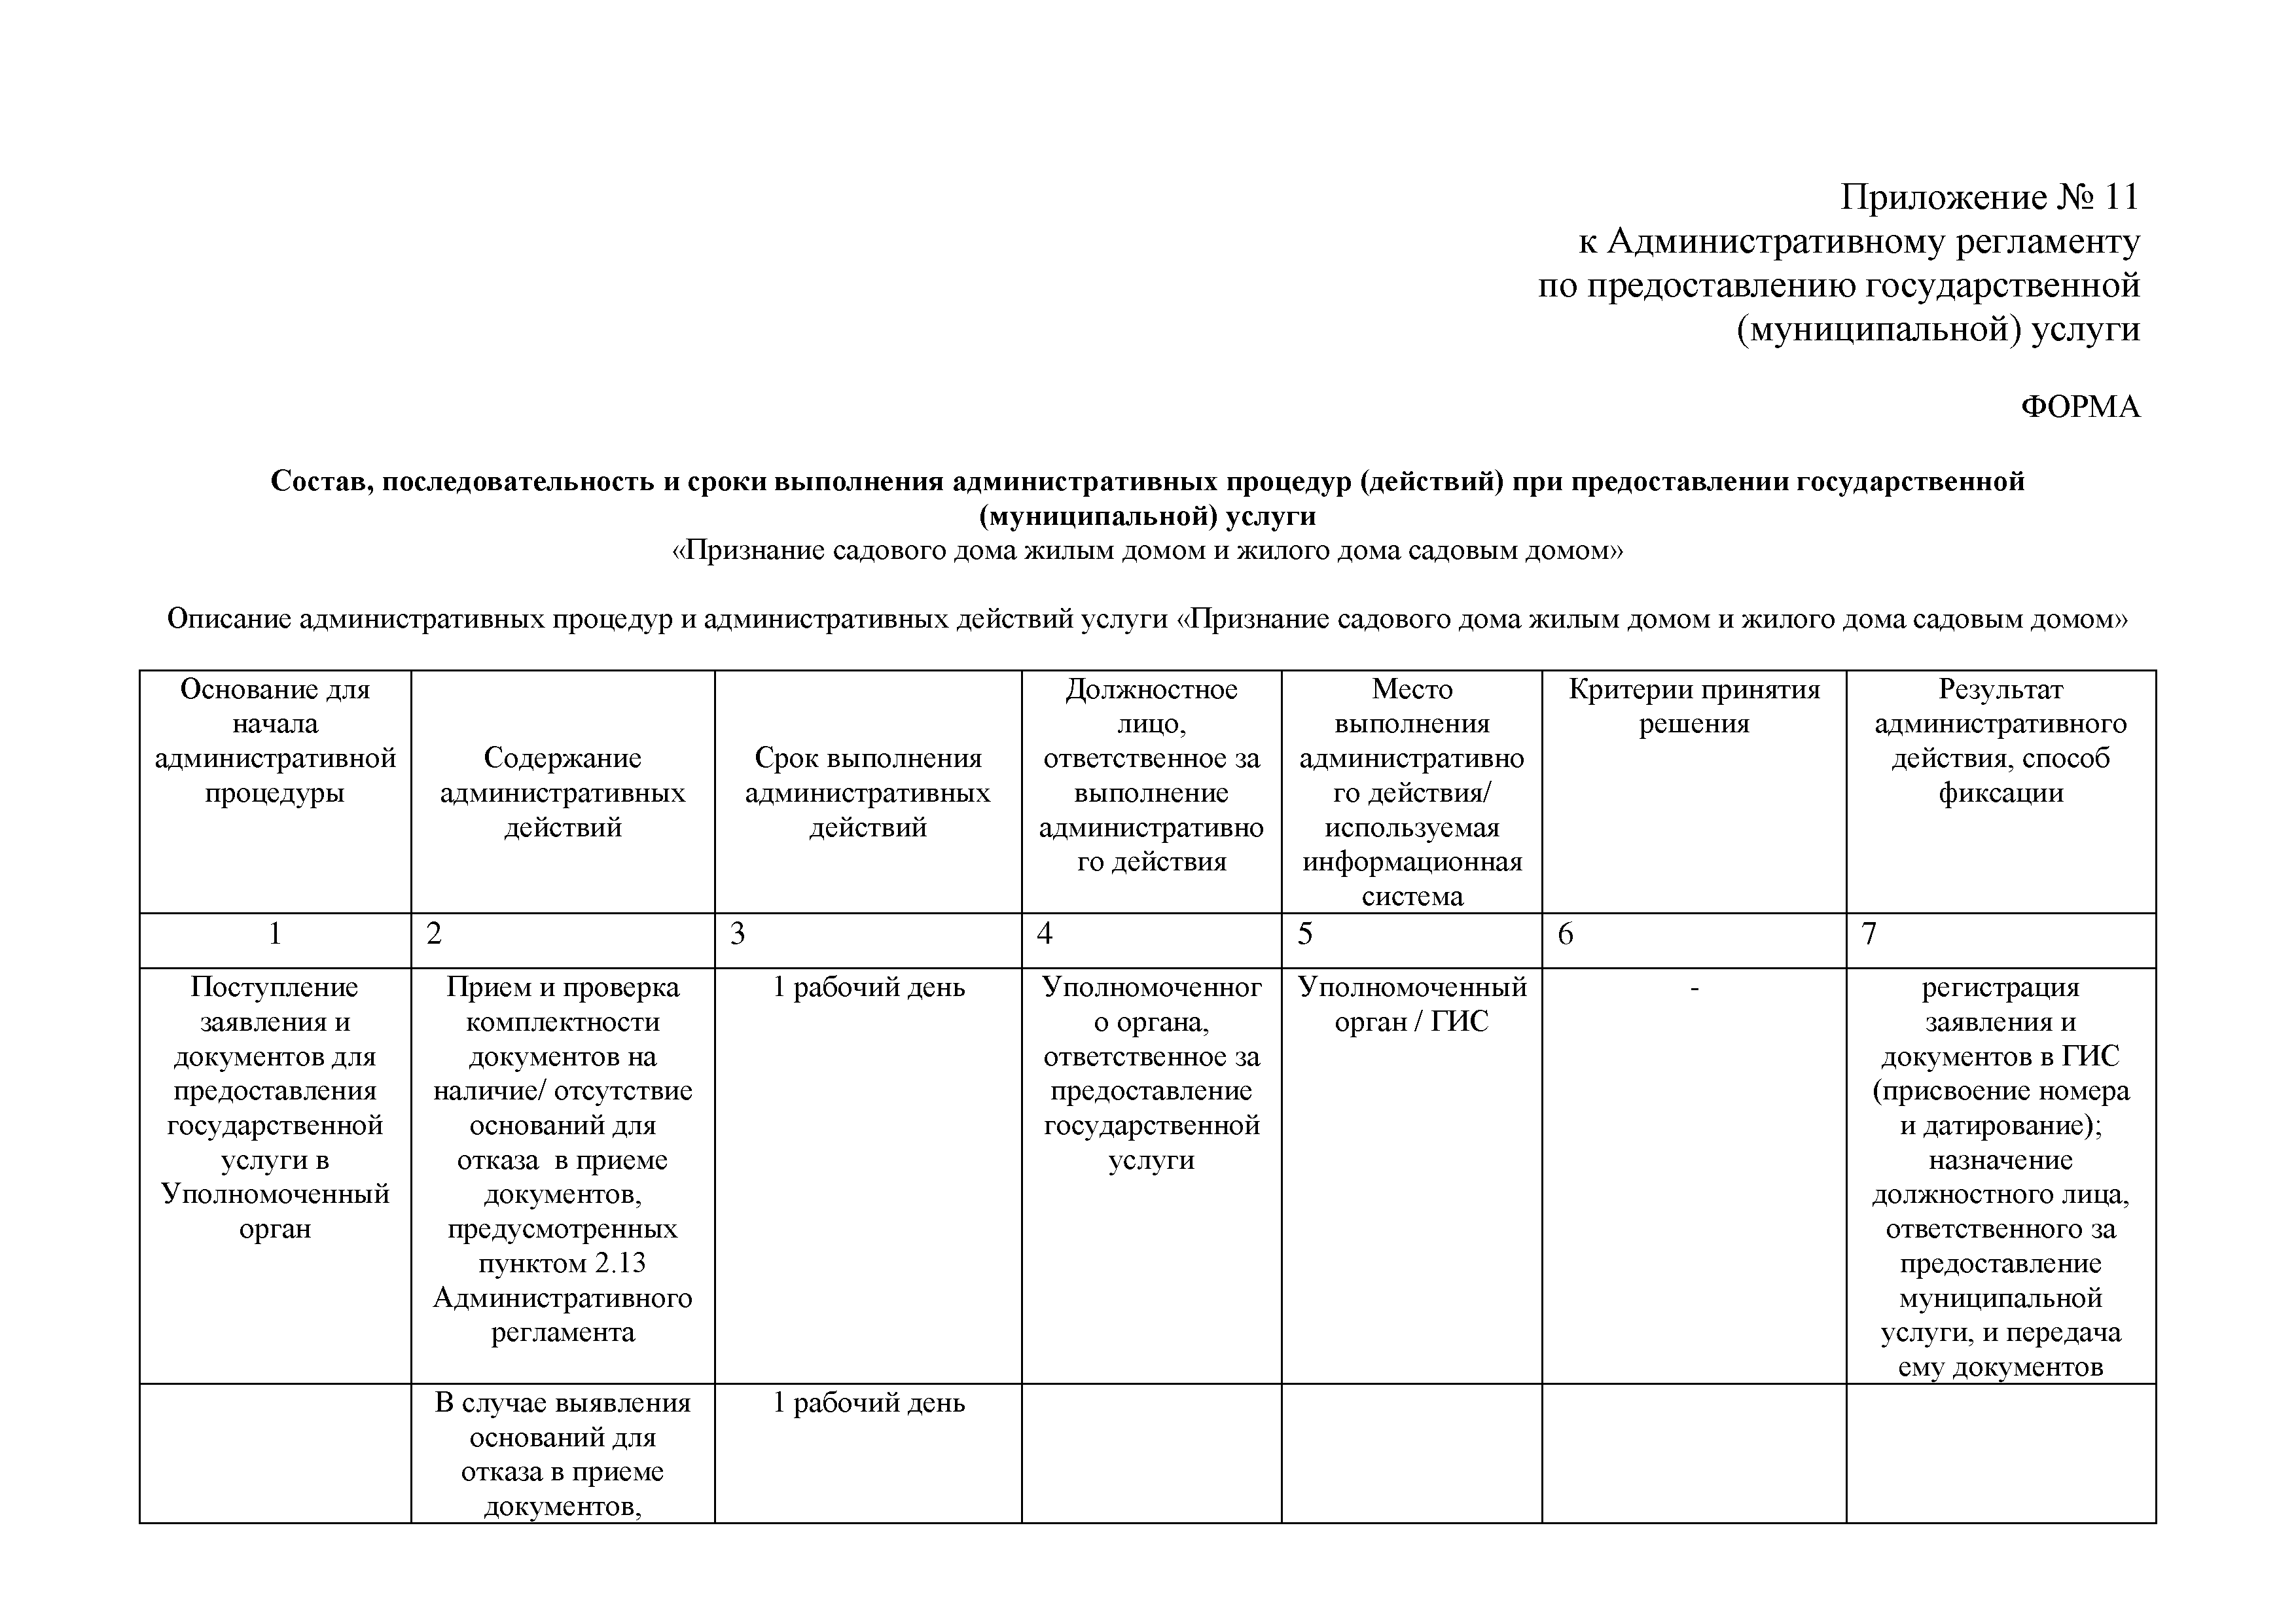 Приложение № 11
к Административному регламенту
по предоставлению государственной
(муниципальной) услуги
ФОРМА
Состав, последовательность и сроки выполнения административных процедур (действий) при предоставлении государственной
(муниципальной) услуги
«Признание садового дома жилым домом и жилого дома садовым домом»
Описание административных процедур и административных действий услуги «Признание садового дома жилым домом и жилого дома садовым домом»
Основание для
начала
административной
процедуры
Содержание
административных
действий
Срок выполнения
административных
действий
Должностное
лицо,
ответственное за
выполнение
административно
го действия
Место
выполнения
административно
го действия/
используемая
информационная
система
Критерии принятия
решения
Результат
административного
действия, способ
фиксации
1
2
3
4
5
6
7
Поступление
заявления и
документов для
предоставления
государственной
услуги в
Уполномоченный
орган
Прием и проверка
комплектности
документов на
наличие/ отсутствие
оснований для
отказа  в приеме
документов,
предусмотренных
пунктом 2.13
Административного
регламента
1 рабочий день
Уполномоченног
о органа,
ответственное за
предоставление
государственной
услуги
Уполномоченный
орган / ГИС
-
регистрация
заявления и
документов в ГИС
(присвоение номера
и датирование);
назначение
должностного лица,
ответственного за
предоставление
муниципальной
услуги, и передача
ему документов
В случае выявления
оснований для
отказа в приеме
документов,
1 рабочий день